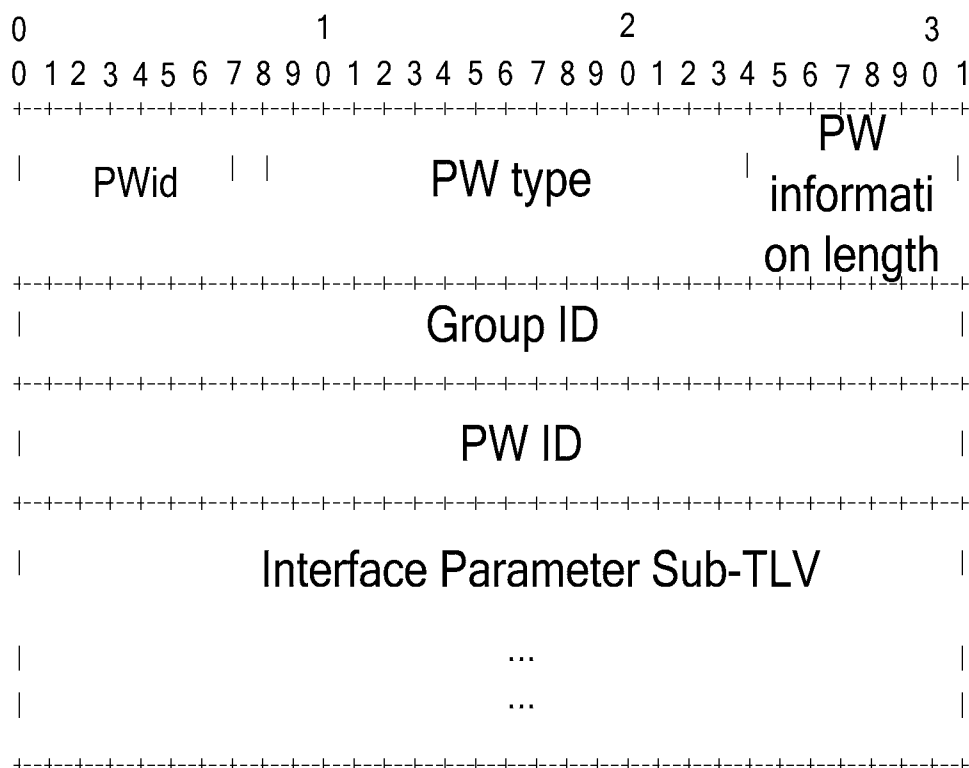 0 1 2 3
0 1 2 3 4 5 6 7 8 9 0 1 2 3 4 5 6 7 8 9 0 1 2 3 4 5 6 7 8 9 0 1
+--+--+--+--+--+--+--+--+--+--+--+--+--+--+--+--+--+--+--+--+--+--+--+--+--+--+--+--+--+--+--+--+
| PWid | | PW type | PW informati on length |
+--+--+--+--+--+--+--+--+--+--+--+--+--+--+--+--+--+--+--+--+--+--+--+--+--+--+--+--+--+--+--+--+
| Group ID |
+--+--+--+--+--+--+--+--+--+--+--+--+--+--+--+--+--+--+--+--+--+--+--+--+--+--+--+--+--+--+--+--+
| PW ID |
+--+--+--+--+--+--+--+--+--+--+--+--+--+--+--+--+--+--+--+--+--+--+--+--+--+--+--+--+--+--+--+--+
| Interface Parameter Sub-TLV |
| ... |
| ... |
+--+--+--+--+--+--+--+--+--+--+--+--+--+--+--+--+--+--+--+--+--+--+--+--+--+--+--+--+--+--+--+--+